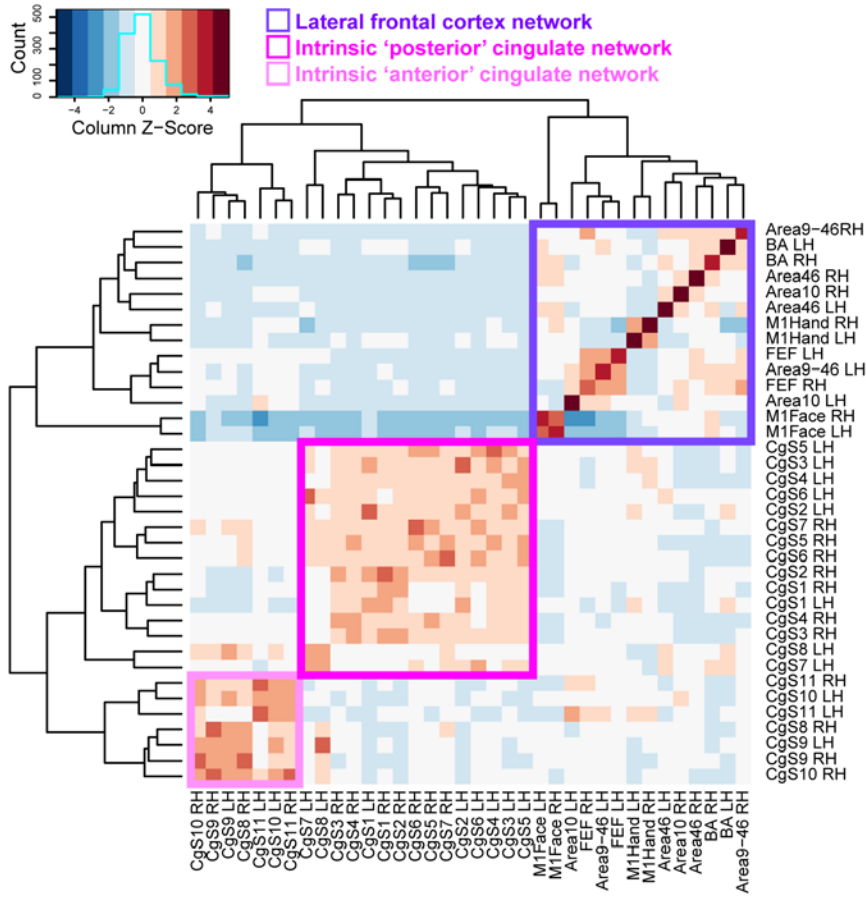 Count
0 100 300 500
−4 −2 0 2 4
Column Z−Score
Lateral frontal cortex network
Intrinsic ‘posterior’ cingulate network
Intrinsic ‘anterior’ cingulate network
Area9−46RH
BA LH
BA RH
Area46 RH
Area10 RH
Area46 LH
M1Hand RH
M1Hand LH
FEF LH
Area9−46 LH
FEF RH
Area10 LH
M1Face RH
M1Face LH
CgS5 LH
CgS3 LH
CgS4 LH
CgS6 LH
CgS2 LH
CgS7 RH
CgS5 RH
CgS6 RH
CgS2 RH
CgS1 RH
CgS1 LH
CgS4 RH
CgS3 RH
CgS8 LH
CgS7 LH
CgS11 RH
CgS10 LH
CgS11 LH
CgS8 RH
CgS9 LH
CgS9 RH
CgS10 RH
CgS10 RH
CgS9 RH
CgS9 LH
CgS8 RH
CgS11 LH
CgS10 LH
CgS11 RH
CgS7 LH
CgS8 LH
CgS3 RH
CgS4 RH
CgS1 LH
CgS1 RH
CgS2 RH
CgS6 RH
CgS5 RH
CgS7 RH
CgS2 LH
CgS6 LH
CgS4 LH
CgS3 LH
CgS5 LH
M1Face LH
M1Face RH
Area10 LH
FEF RH
Area9−46 LH
FEF LH
M1Hand LH
M1Hand RH
Area46 LH
Area10 RH
Area46 RH
BA RH
BA LH
Area9−46 RH